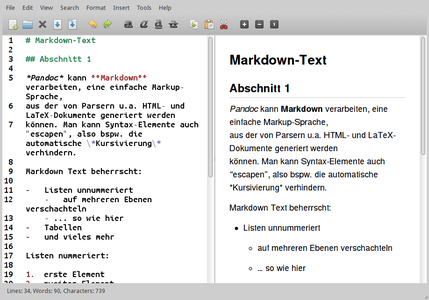 File Edit View Search Format Insert Tools Help
1 # Markdown-Text
2
3 ## Abschnitt 1
4
5 *Pandoc* kann **Markdown**
verarbeiten, eine einfache Markup-
Sprache,
6 aus der von Parsern u.a. HTML- und
LaTeX-Dokumente generiert werden
7 können. Man kann Syntax-Elemente auch
"escapen", also bspw. die
automatische \*Kursivierung\*
verhindern.
8
9 Markdown Text beherrscht:
10
11 - Listen unnummeriert
12 - auf mehreren Ebenen
verschachteln
13 - ... so wie hier
14 - Tabellen
15 - und vieles mehr
16
17 Listen nummeriert:
18
19 1. erste Element
20 2. zweites Element
Markdown-Text
Abschnitt 1
Pandoc kann Markdown verarbeiten, eine
einfache Markup-Sprache,
aus der von Parsern u.a. HTML- und LaTeX-
Dokumente generiert werden
können. Man kann Syntax-Elemente auch
"escapen", also bspw. die automatische
*Kursivierung* verhindern.
Markdown Text beherrscht:
• Listen unnummeriert
◦ auf mehreren Ebenen verschachteln
◦ ... so wie hier
Lines: 34, Words: 90, Characters: 739